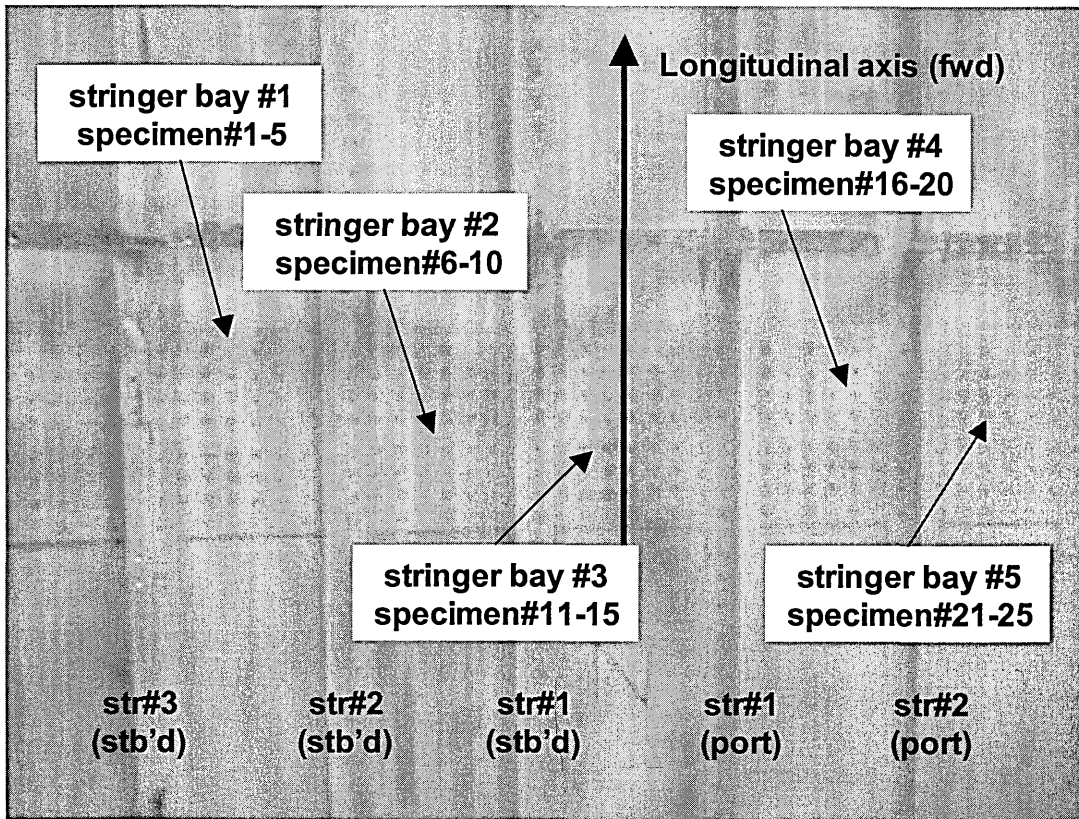 Longitudinal axis (fwd)
stringer bay #1
specimen#1-5
stringer bay #4
specimen#16-20
stringer bay #2
specimen#6-10
stringer bay #3
specimen#11-15
stringer bay #5
specimen#21-25
str#3
(stb'd)
str#2
(stb'd)
str#1
(stb'd)
str#1
(port)
str#2
(port)